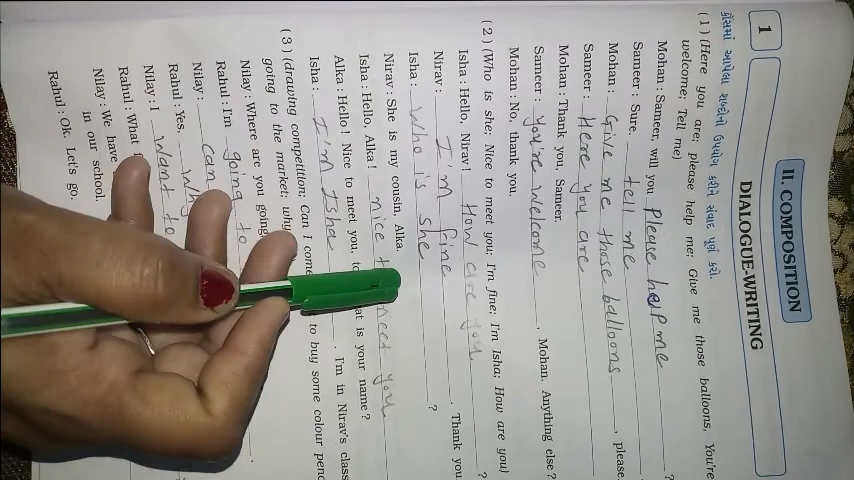 II. COMPOSITION
1
DIALOGUE-WRITING
કૌંસમાં આપેલા શબ્દોનો ઉપયોગ કરીને સંવાદ પૂર્ણ કરો.
(1) (Here you are; please help me; Give me those balloons, You're
welcome; Tell me)
Mohan : Sameer, will you please help me ?
Sameer : Sure. tell me
Mohan : Give me those balloons, please.
Sameer : Here you are
Mohan : Thank you, Sameer.
Sameer : you're welcome, Mohan. Anything else ?
Mohan : No, thank you.
(2) (Who is she; Nice to meet you; I'm fine; I'm Isha; How are you)
Isha : Hello, Nirav! How are you ?
Nirav : I'm fine. Thank you
Isha : Who is she ?
Nirav : She is my cousin, Alka.
Isha : Hello, Alka! nice meet you
Alka : Hello! Nice to meet you, is your name ?
Isha : I'm Isha. I'm in Nirav's class
(3) (drawing competition; Can I come to buy some colour
going to the market; why
Nilay : Where are you going
Rahul : I'm going to
Nilay : can
Rahul : Yes.
Nilay : I want to
Rahul : What
Nilay : We have
in our school.
Rahul : Ok. Let's go.